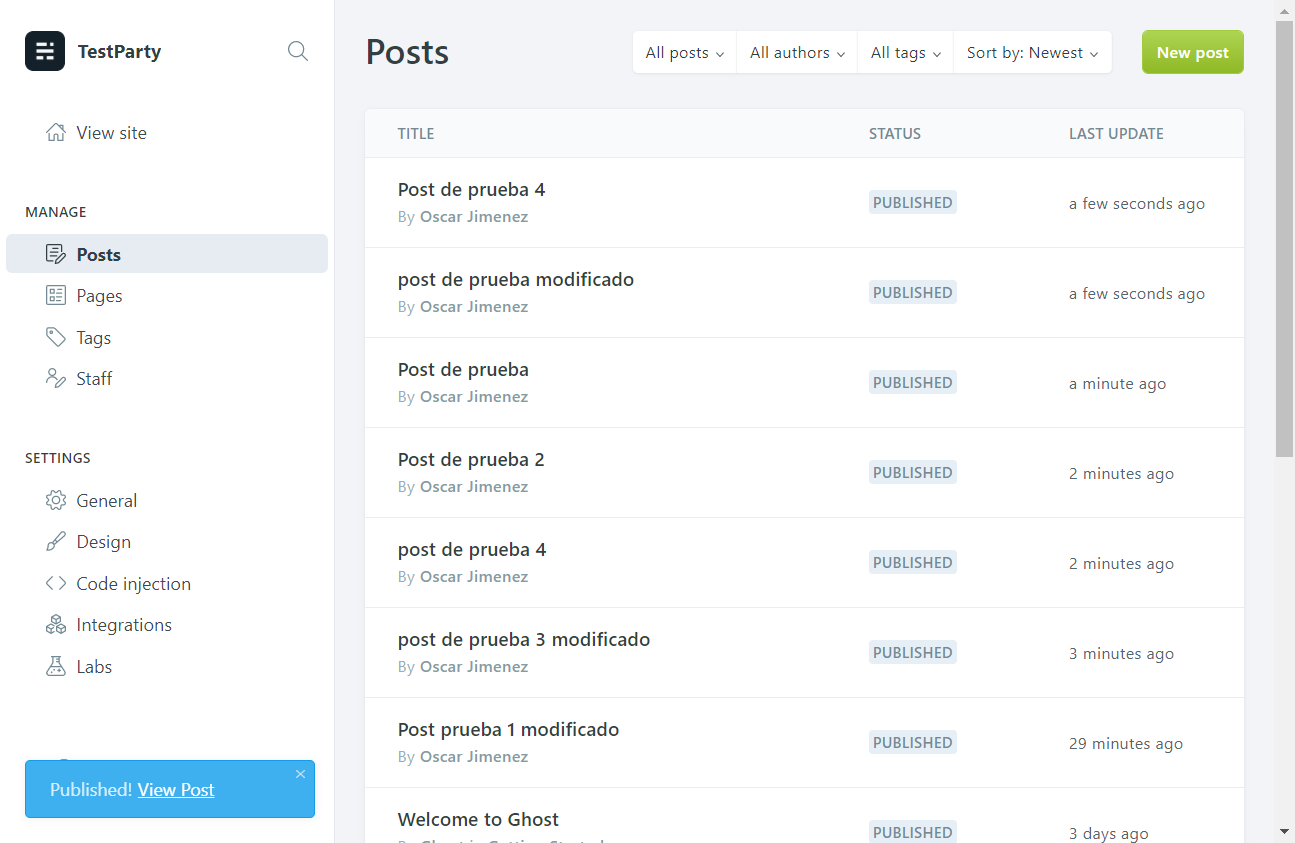 TestParty
View site
MANAGE
Posts
Pages
Tags
Staff
SETTINGS
General
Design
Code injection
Integrations
Labs
Published! View Post
Posts
All posts
All authors
All tags
Sort by: Newest
New post
TITLE STATUS LAST UPDATE
Post de prueba 4
By Oscar Jimenez
PUBLISHED
a few seconds ago
post de prueba modificado
By Oscar Jimenez
PUBLISHED
a few seconds ago
Post de prueba
By Oscar Jimenez
PUBLISHED
a minute ago
Post de prueba 2
By Oscar Jimenez
PUBLISHED
2 minutes ago
post de prueba 4
By Oscar Jimenez
PUBLISHED
2 minutes ago
post de prueba 3 modificado
By Oscar Jimenez
PUBLISHED
3 minutes ago
Post prueba 1 modificado
By Oscar Jimenez
PUBLISHED
29 minutes ago
Welcome to Ghost
PUBLISHED
3 days ago